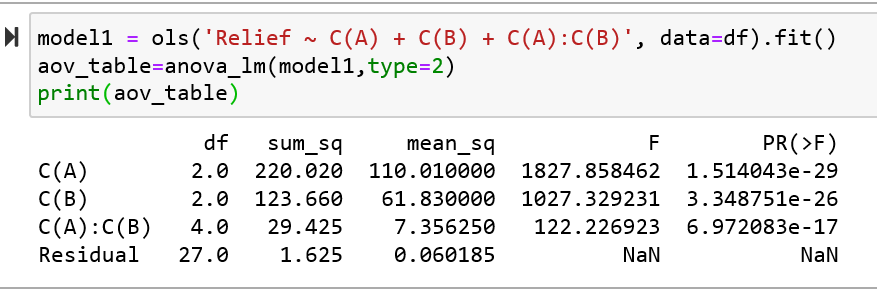 model1 = ols('Relief ~ C(A) + C(B) + C(A):C(B)', data=df).fit()
aov_table=anova_lm(model1,type=2)
print(aov_table)
df sum_sq mean_sq F PR(>F)
C(A) 2.0 220.020 110.010000 1827.858462 1.514043e-29
C(B) 2.0 123.660 61.830000 1027.329231 3.348751e-26
C(A):C(B) 4.0 29.425 7.356250 122.226923 6.972083e-17
Residual 27.0 1.625 0.060185 NaN NaN